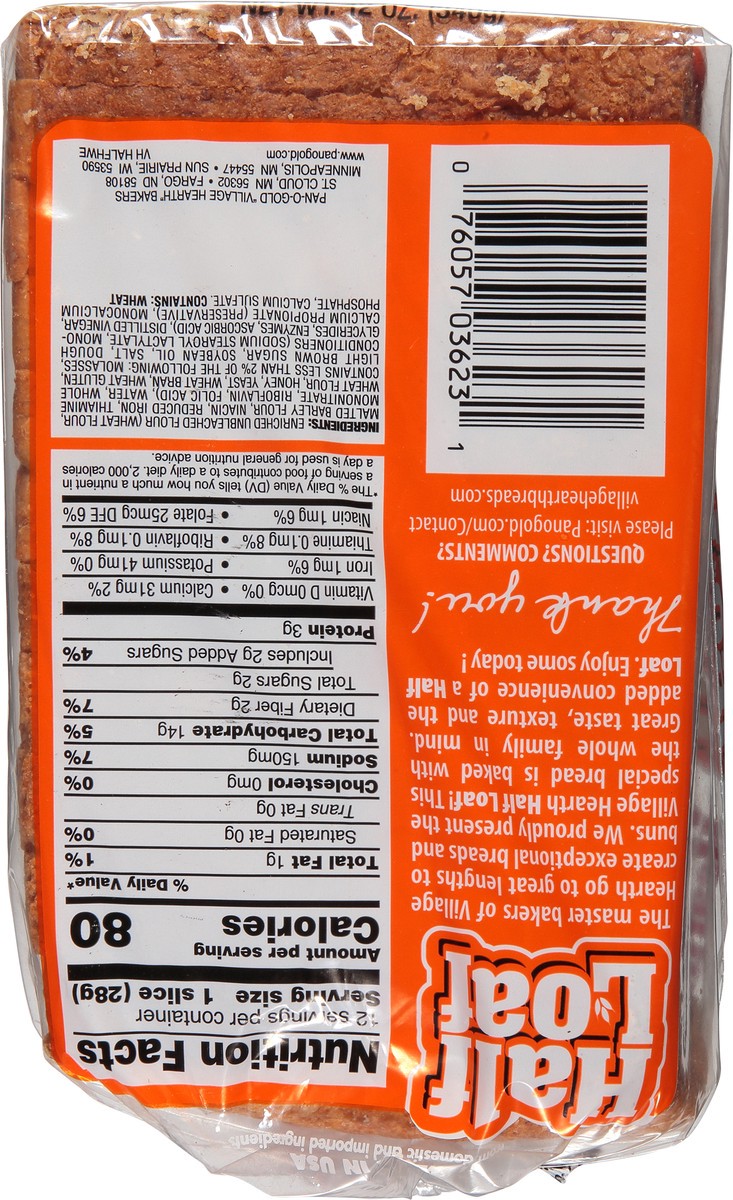 IN USA
domestic and imported ingredients
Half
Loaf
The master bakers of Village
Hearth go to great lengths to
create exceptional breads and
buns. We proudly present the
Village Hearth Half Loaf! This
special bread is baked with
the whole family in mind.
Great taste, texture and the
added convenience of a Half
Loaf. Enjoy some today!
Thank you!
QUESTIONS? COMMENTS?
Please visit: Panogold.com/Contact
villagehearthbreads.com
0 76057 03623 1
Nutrition Facts
12 servings per container
Serving size 1 slice (28g)
Amount per serving
Calories 80
% Daily Value*
Total Fat 1g 1%
Saturated Fat 0g 0%
Trans Fat 0g
Cholesterol 0mg 0%
Sodium 150mg 7%
Total Carbohydrate 14g 5%
Dietary Fiber 2g 7%
Total Sugars 2g
Includes 2g Added Sugars 4%
Protein 3g
Vitamin D 0mcg 0% • Calcium 31mg 2%
Iron 1mg 6% • Potassium 41mg 0%
Thiamine 0.1mg 8% • Riboflavin 0.1mg 8%
Niacin 1mg 6% • Folate 25mcg DFE 6%
*The % Daily Value (DV) tells you how much a nutrient in
a serving of food contributes to a daily diet. 2,000 calories
a day is used for general nutrition advice.
INGREDIENTS: ENRICHED UNBLEACHED FLOUR (WHEAT FLOUR,
MALTED BARLEY FLOUR, NIACIN, REDUCED IRON, THIAMINE
MONONITRATE, RIBOFLAVIN, FOLIC ACID), WATER, WHOLE
WHEAT FLOUR, HONEY, YEAST, WHEAT BRAN, WHEAT GLUTEN,
CONTAINS LESS THAN 2% OF THE FOLLOWING: MOLASSES,
LIGHT BROWN SUGAR, SOYBEAN OIL, SALT, DOUGH
CONDITIONERS (SODIUM STEAROYL LACTYLATE, MONO-
GLYCERIDES, ENZYMES, ASCORBIC ACID), DISTILLED VINEGAR,
CALCIUM PROPIONATE (PRESERVATIVE), MONOCALCIUM
PHOSPHATE, CALCIUM SULFATE. CONTAINS: WHEAT
PAN-O-GOLD "VILLAGE HEARTH" BAKERS
ST. CLOUD, MN 56302 • FARGO, ND 58108
MINNEAPOLIS, MN 55447 • SUN PRAIRIE, WI 53590
www.panogold.com VH HALFHWE
NET WT. 12 OZ. (340g)